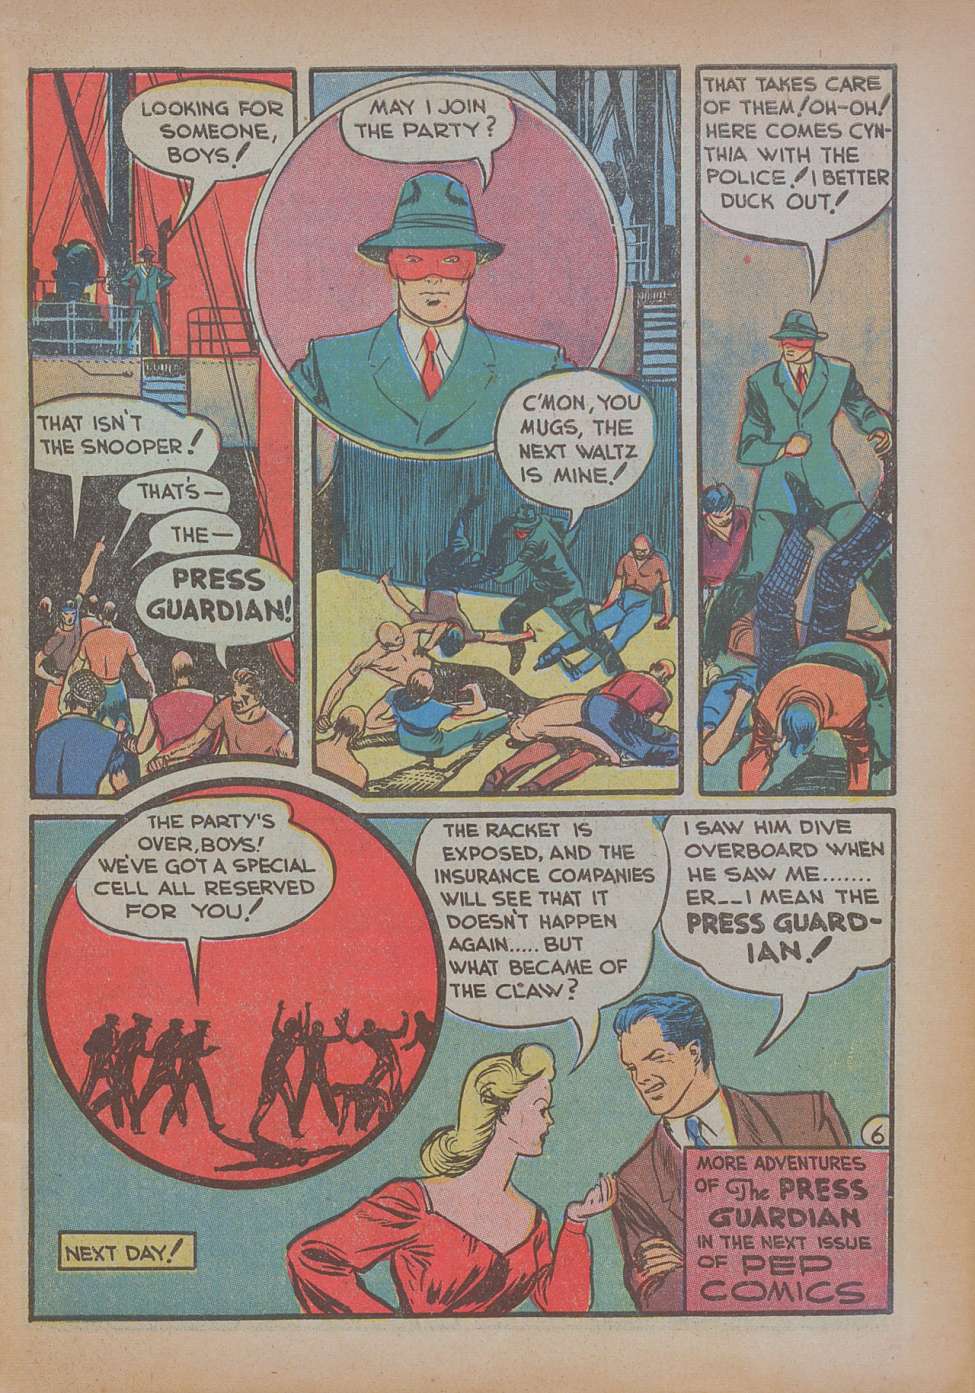 LOOKING FOR
SOMEONE,
BOYS!
THAT ISN'T
THE SNOOPER!
THAT'S—
THE—
PRESS
GUARDIAN!
MAY I JOIN
THE PARTY?
C'MON, YOU
MUGS, THE
NEXT WALTZ
IS MINE!
THAT TAKES CARE
OF THEM! OH-OH!
HERE COMES CYN-
THIA WITH THE
POLICE! I BETTER
DUCK OUT!
THE PARTY'S
OVER, BOYS!
WE'VE GOT A SPECIAL
CELL ALL RESERVED
FOR YOU!
NEXT DAY!
THE RACKET IS
EXPOSED, AND THE
INSURANCE COMPANIES
WILL SEE THAT IT
DOESN'T HAPPEN
AGAIN..... BUT
WHAT BECAME OF
THE CLAW?
I SAW HIM DIVE
OVERBOARD WHEN
HE SAW ME.......
ER--I MEAN THE
PRESS GUARD-
IAN!
6
MORE ADVENTURES
OF The PRESS
GUARDIAN
IN THE NEXT ISSUE
OF PEP
COMICS